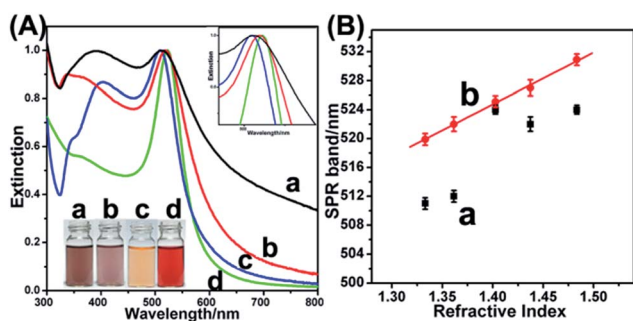 (A)
Extinction
1.0
0.8
0.6
0.4
0.2
0.0
300
400
500
600
700
800
Wavelength/nm
a
b
c
d
a b c d
Extinction
Wavelength/nm
(B)
SPR band/nm
532
528
524
520
516
512
508
504
500
1.30
1.35
1.40
1.45
1.50
Refractive Index
b
a